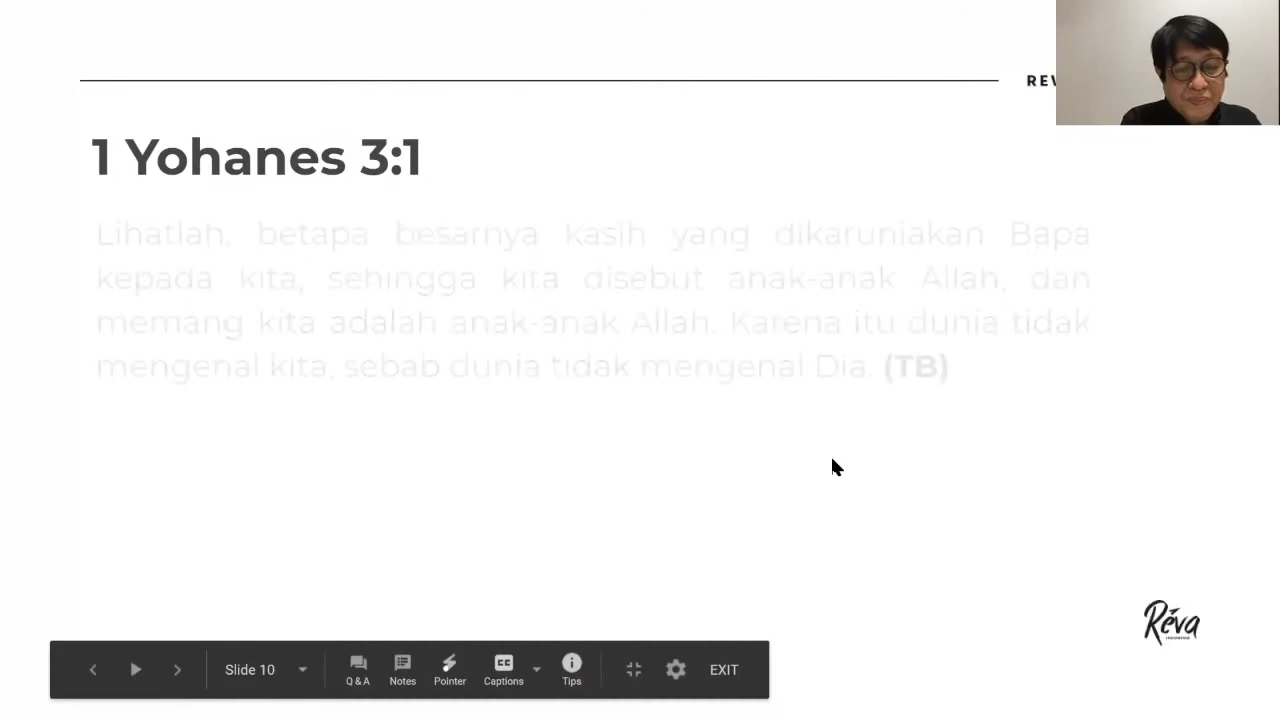 REV
1 Yohanes 3:1
Lihatlah, betapa besarnya kasih yang dikaruniakan Bapa
kepada kita, sehingga kita disebut anak-anak Allah, dan
memang kita adalah anak-anak Allah. Karena itu dunia tidak
mengenal kita, sebab dunia tidak mengenal Dia. (TB)
Réva
Slide 10
Q & A
Notes
Pointer
CC
Captions
Tips
EXIT